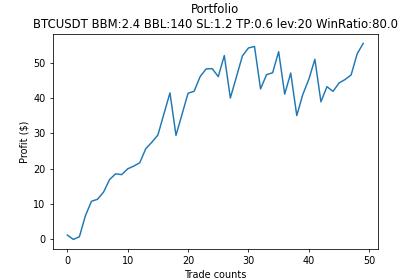 Portfolio
BTCUSDT BBM:2.4 BBL:140 SL:1.2 TP:0.6 lev:20 WinRatio:80.0
50
40
30
20
10
0
Profit ($)
0 10 20 30 40 50
Trade counts